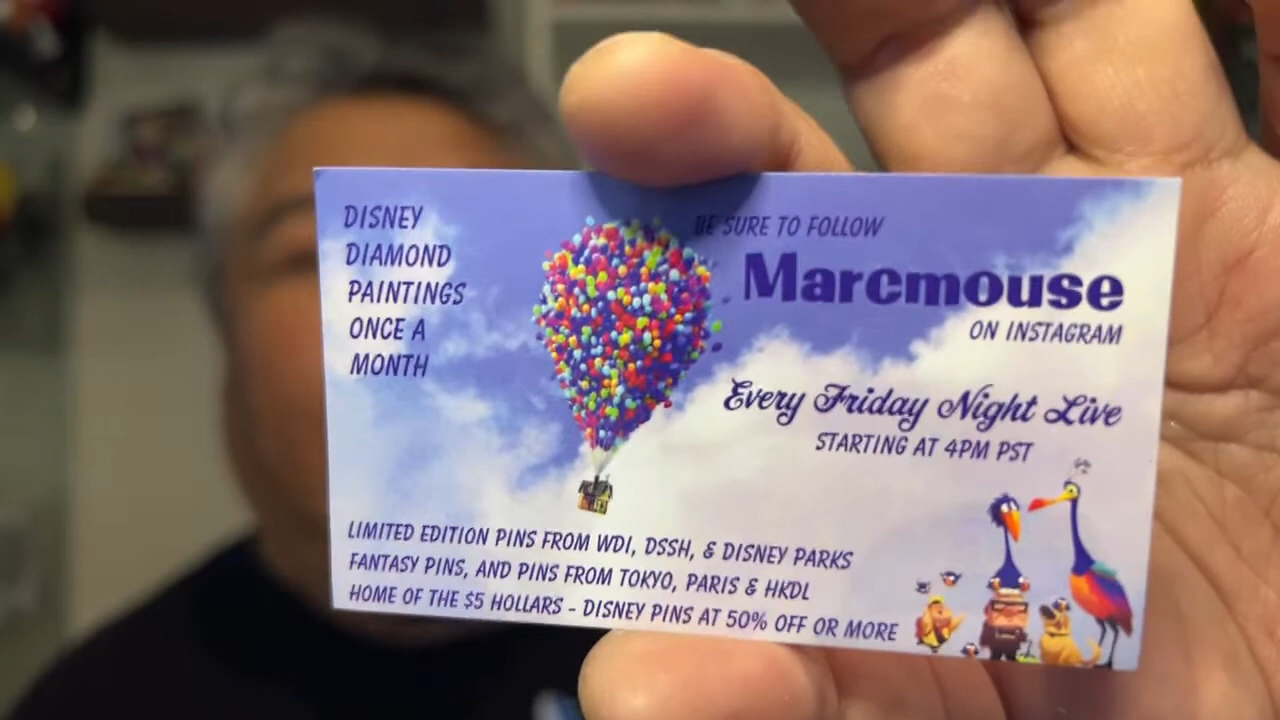 DISNEY
DIAMOND
PAINTINGS
ONCE A
MONTH
BE SURE TO FOLLOW
Marcmouse
ON INSTAGRAM
Every Friday Night Live
STARTING AT 4PM PST
LIMITED EDITION PINS FROM WDI, DSSH, & DISNEY PARKS
FANTASY PINS, AND PINS FROM TOKYO, PARIS & HKDL
HOME OF THE $5 HOLLARS - DISNEY PINS AT 50% OFF OR MORE